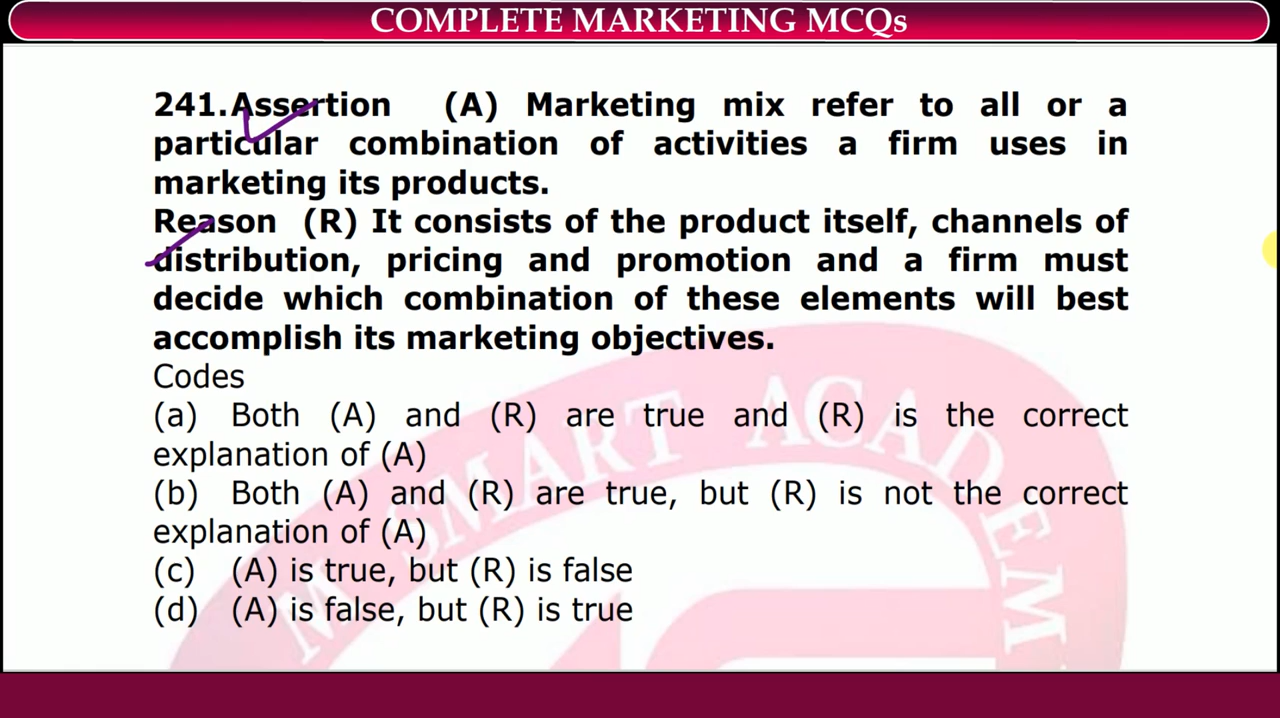 COMPLETE MARKETING MCQs
241.Assertion (A) Marketing mix refer to all or a
particular combination of activities a firm uses in
marketing its products.
Reason (R) It consists of the product itself, channels of
distribution, pricing and promotion and a firm must
decide which combination of these elements will best
accomplish its marketing objectives.
Codes
(a) Both (A) and (R) are true and (R) is the correct
explanation of (A)
(b) Both (A) and (R) are true, but (R) is not the correct
explanation of (A)
(c) (A) is true, but (R) is false
(d) (A) is false, but (R) is true
M SMART ACADEM